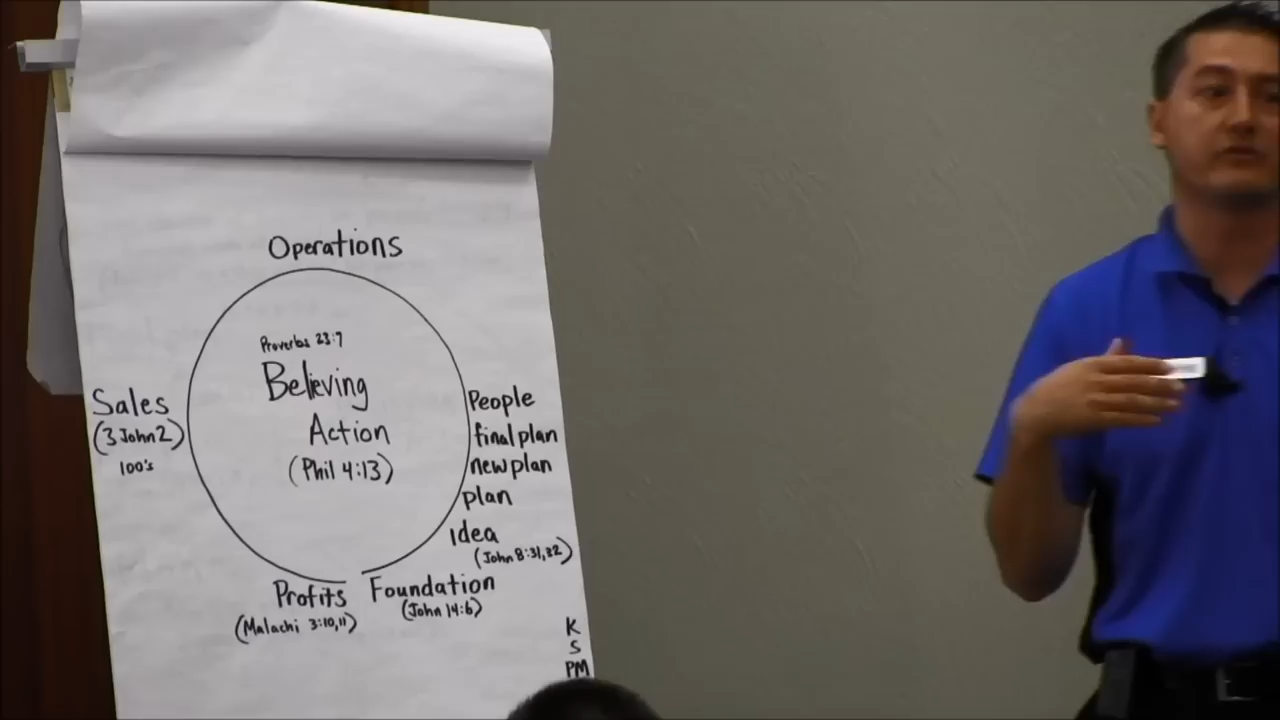 Operations
Proverbs 23:7
Believing
Action
(Phil 4:13)
Sales
(3 John 2)
100's
People
final plan
new plan
plan
Idea
(John 8:31,32)
Foundation
(John 14:6)
Profits
(Malachi 3:10,11)
K
S
PM